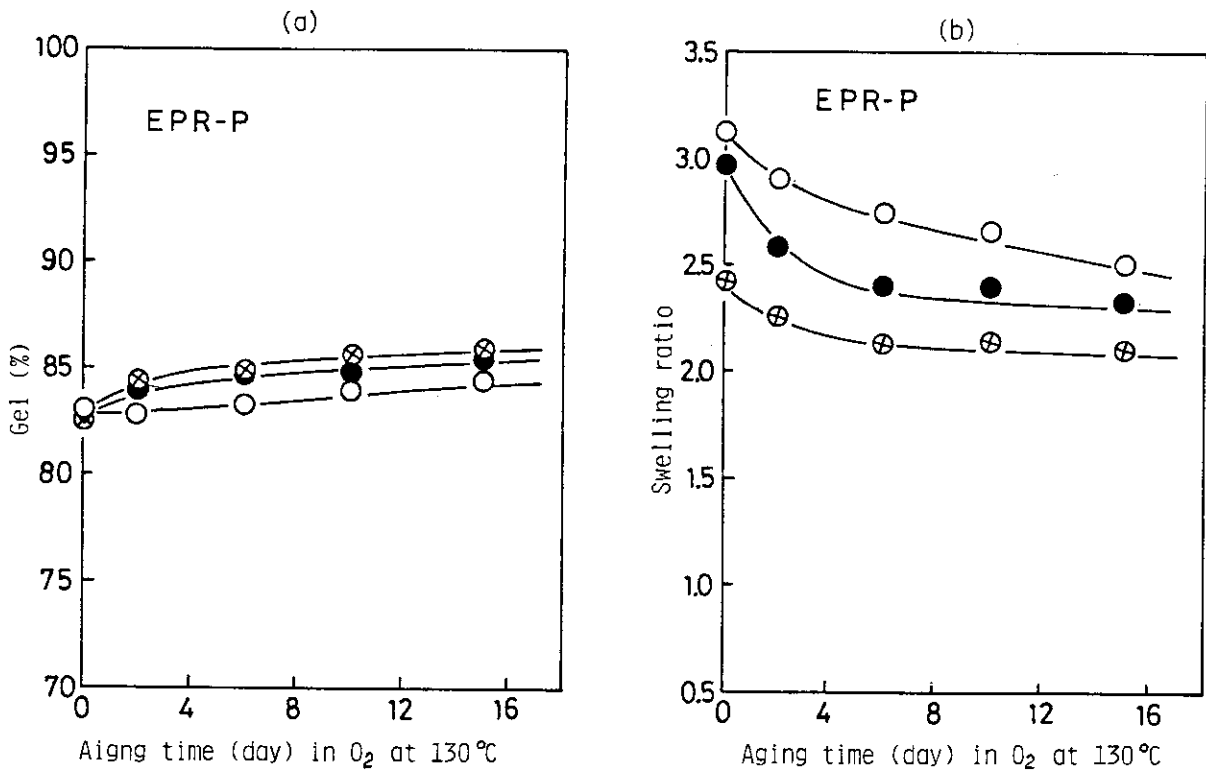 (a)
100
95
90
85
80
75
70
Gel (%)
EPR-P
0 4 8 12 16
Aigng time (day) in O₂ at 130°C
(b)
3.5
3.0
2.5
2.0
1.5
1.0
0.5
Swelling ratio
EPR-P
0 4 8 12 16
Aging time (day) in O₂ at 130°C